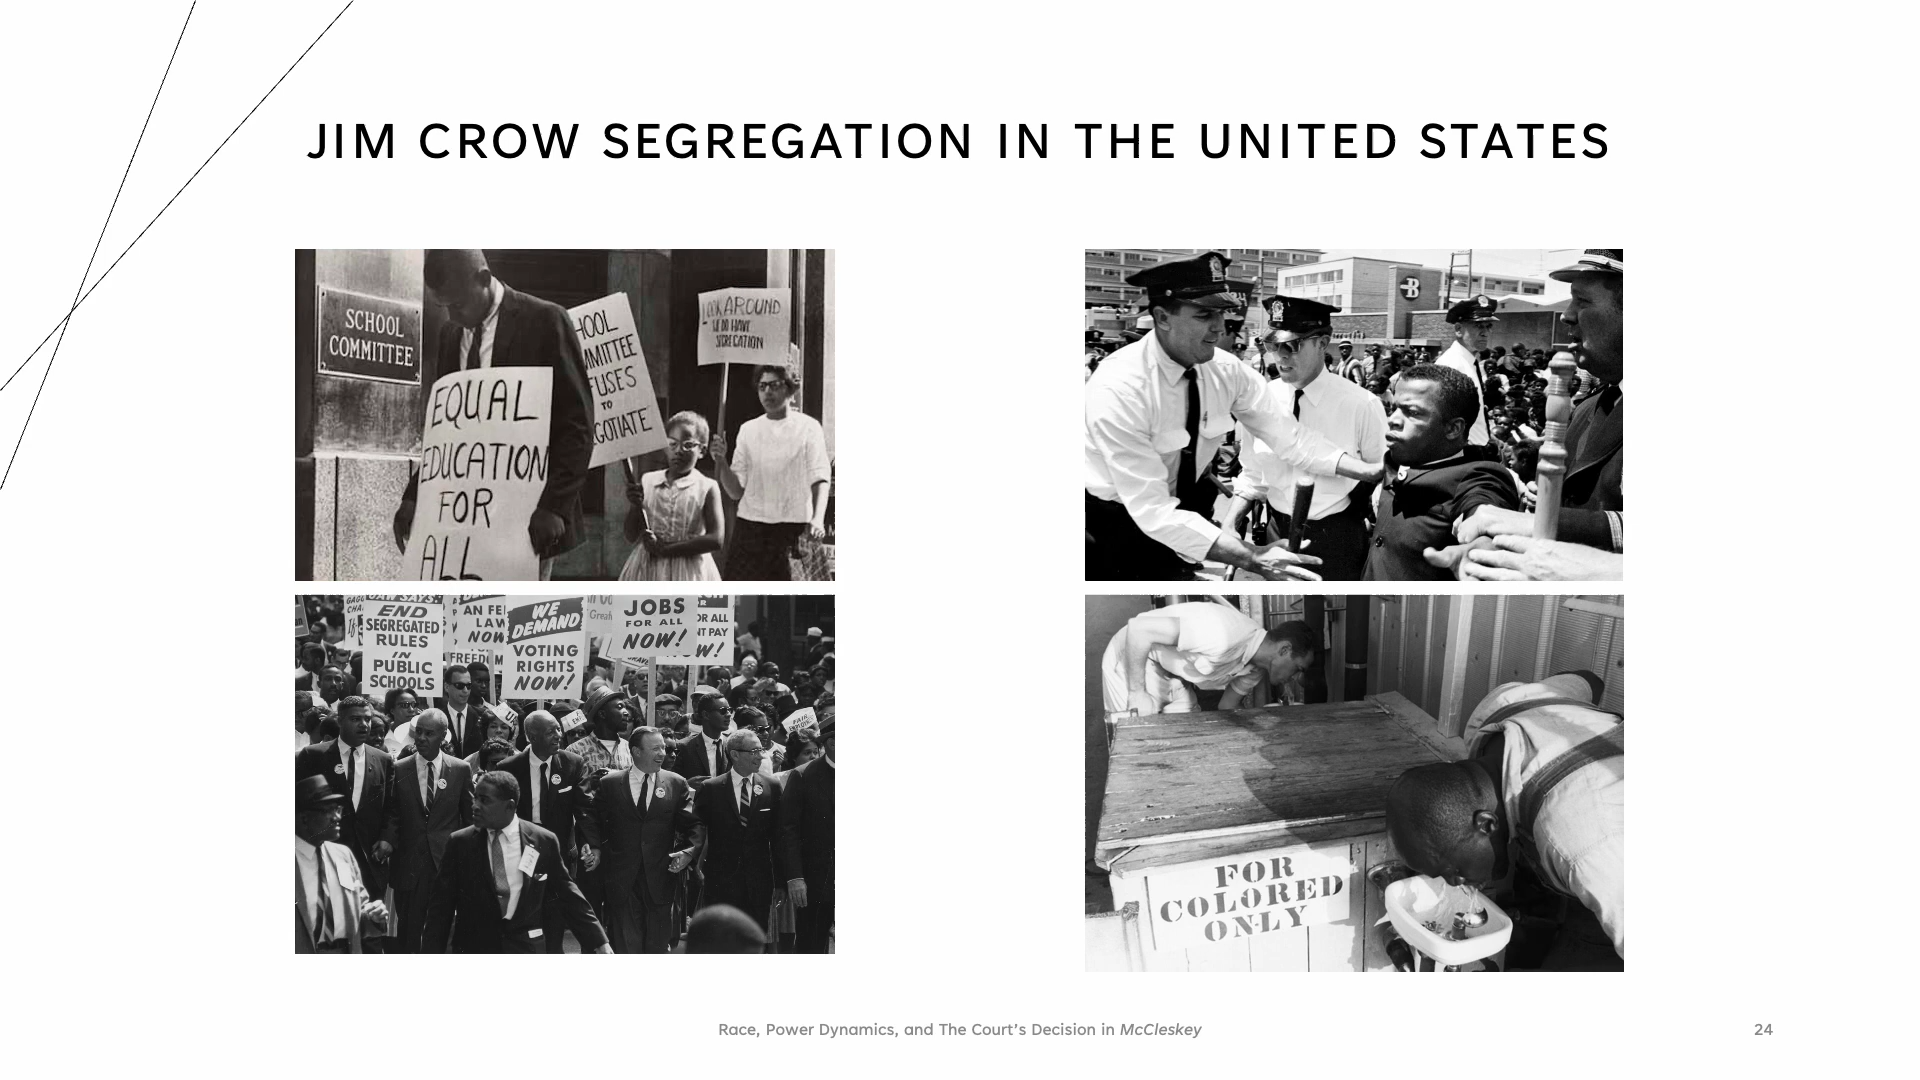 JIM CROW SEGREGATION IN THE UNITED STATES
SCHOOL
COMMITTEE
EQUAL
EDUCATION
FOR
ALL
HOOL
MMITTEE
FUSES
TO
GOTIATE
LOOK AROUND
WE DO HAVE
SEGREGATION
B
END
SEGREGATED
RULES
IN
PUBLIC
SCHOOLS
AN FE
LAW
NOW
FREEDOM
WE
DEMAND
VOTING
RIGHTS
NOW!
JOBS
FOR ALL
NOW!
OR ALL
NT PAY
W!
FOR
COLORED
ONLY
Race, Power Dynamics, and The Court's Decision in McCleskey
24